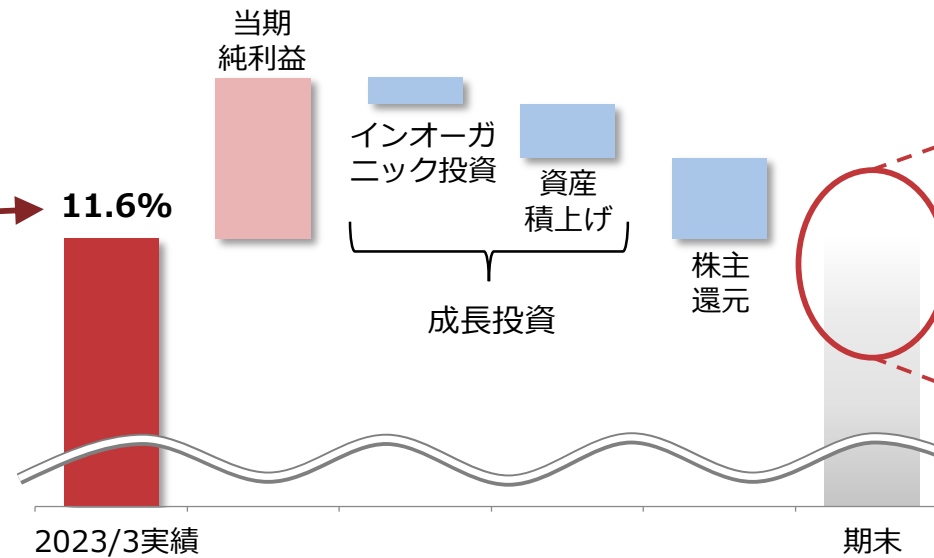 当期
純利益
インオーガ
ニック投資
資産
積上げ
11.6%
株主
還元
成長投資
2023/3実績
期末